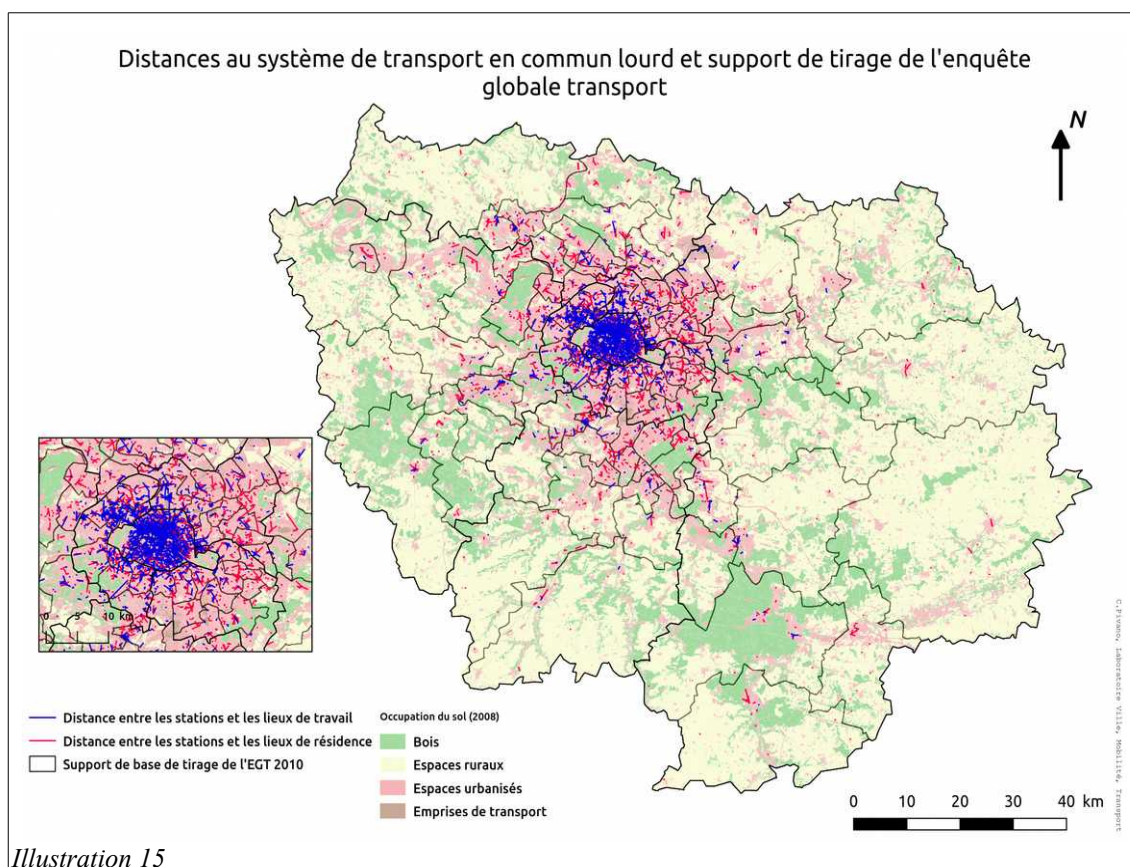 Distances au système de transport en commun lourd et support de tirage de l'enquête
globale transport
N
0 5 10 km
Distance entre les stations et les lieux de travail
Distance entre les stations et les lieux de résidence
Support de base de tirage de l'EGT 2010
Occupation du sol (2008)
Bois
Espaces ruraux
Espaces urbanisés
Emprises de transport
0 10 20 30 40 km
C.Pivano, Laboratoire Ville, Mobilité, Transport
Illustration 15